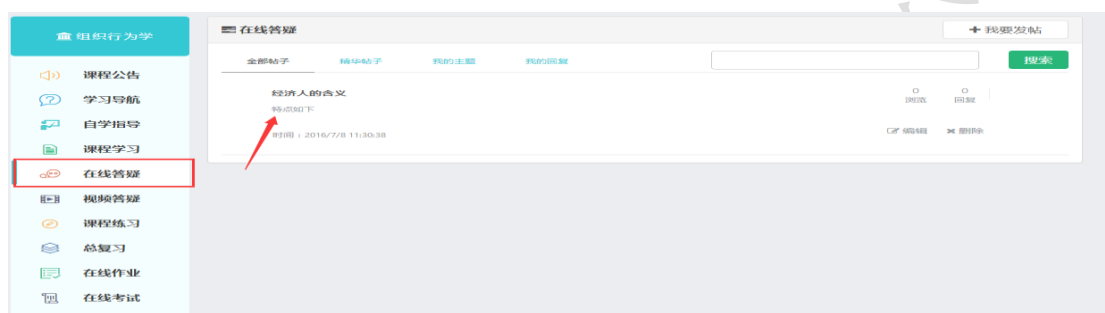 组织行为学
课程公告
学习导航
自学指导
课程学习
在线答疑
视频答疑
课程练习
总复习
在线作业
在线考试
在线答疑
我要发帖
全部帖子 精华帖子 我的主题 我的回复
搜索
经济人的含义
特点如下
0 0
浏览 回复
时间：2016/7/8 11:30:38
编辑 删除